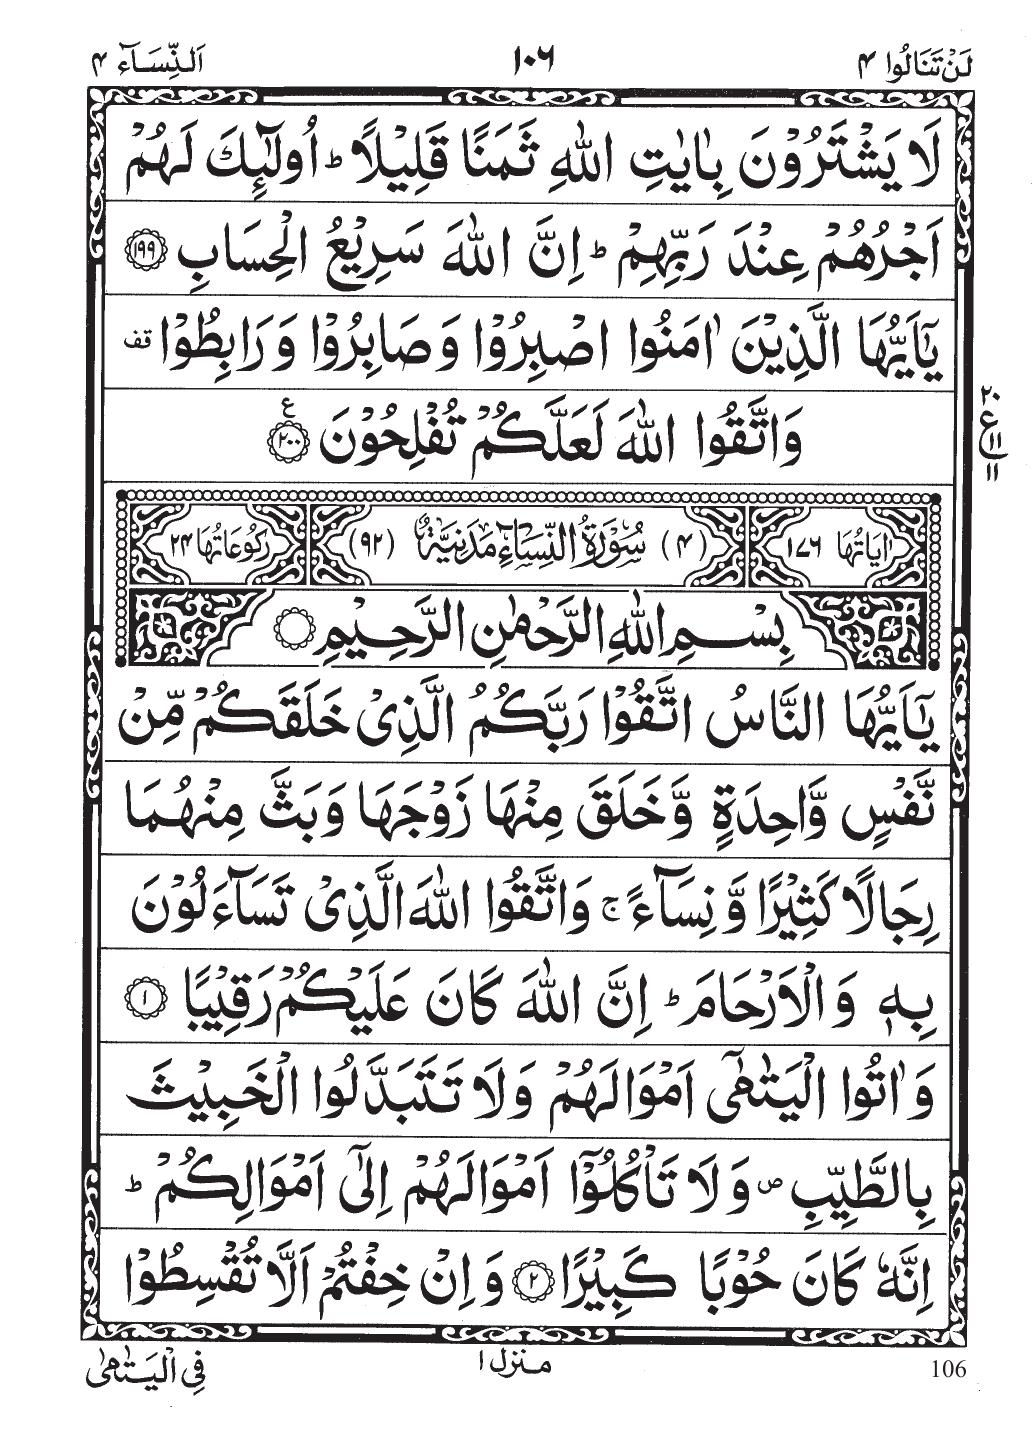 لَنْ تَنَالُوا ۴
١٠٦
اَلنِّسَآء ۴
لَا يَشْتَرُوْنَ بِاٰيٰتِ اللّٰهِ ثَمَنًا قَلِيْلًا ؕ اُولٰٓئِكَ لَهُمْ
اَجْرُهُمْ عِنْدَ رَبِّهِمْ ؕ اِنَّ اللّٰهَ سَرِيْعُ الْحِسَابِ ۱۹۹
يٰٓاَيُّهَا الَّذِيْنَ اٰمَنُوا اصْبِرُوْا وَصَابِرُوْا وَرَابِطُوْا قف
وَاتَّقُوا اللّٰهَ لَعَلَّكُمْ تُفْلِحُوْنَ ۲۰۰ ع
۲۰
ع ۱۱
۱۱
اٰيَاتُهَا ۱۷۶ (۴) سُوْرَةُ النِّسَآءِ مَدَنِيَّةٌ (۹۲) رُكُوْعَاتُهَا ۲۴
بِسْمِ اللّٰهِ الرَّحْمٰنِ الرَّحِيْمِ
يٰٓاَيُّهَا النَّاسُ اتَّقُوْا رَبَّكُمُ الَّذِىْ خَلَقَكُمْ مِّنْ
نَّفْسٍ وَّاحِدَةٍ وَّخَلَقَ مِنْهَا زَوْجَهَا وَبَثَّ مِنْهُمَا
رِجَالًا كَثِيْرًا وَّنِسَآءً ۚ وَاتَّقُوا اللّٰهَ الَّذِىْ تَسَآءَلُوْنَ
بِهٖ وَالْاَرْحَامَ ؕ اِنَّ اللّٰهَ كَانَ عَلَيْكُمْ رَقِيْبًا ۱
وَاٰتُوا الْيَتٰمٰٓى اَمْوَالَهُمْ وَلَا تَتَبَدَّلُوا الْخَبِيْثَ
بِالطَّيِّبِ ص وَلَا تَاْكُلُوْٓا اَمْوَالَهُمْ اِلٰٓى اَمْوَالِكُمْ ؕ
اِنَّهٗ كَانَ حُوْبًا كَبِيْرًا ۲ وَاِنْ خِفْتُمْ اَلَّا تُقْسِطُوْا
106
منزل ۱
فِي الْيَتٰمٰى